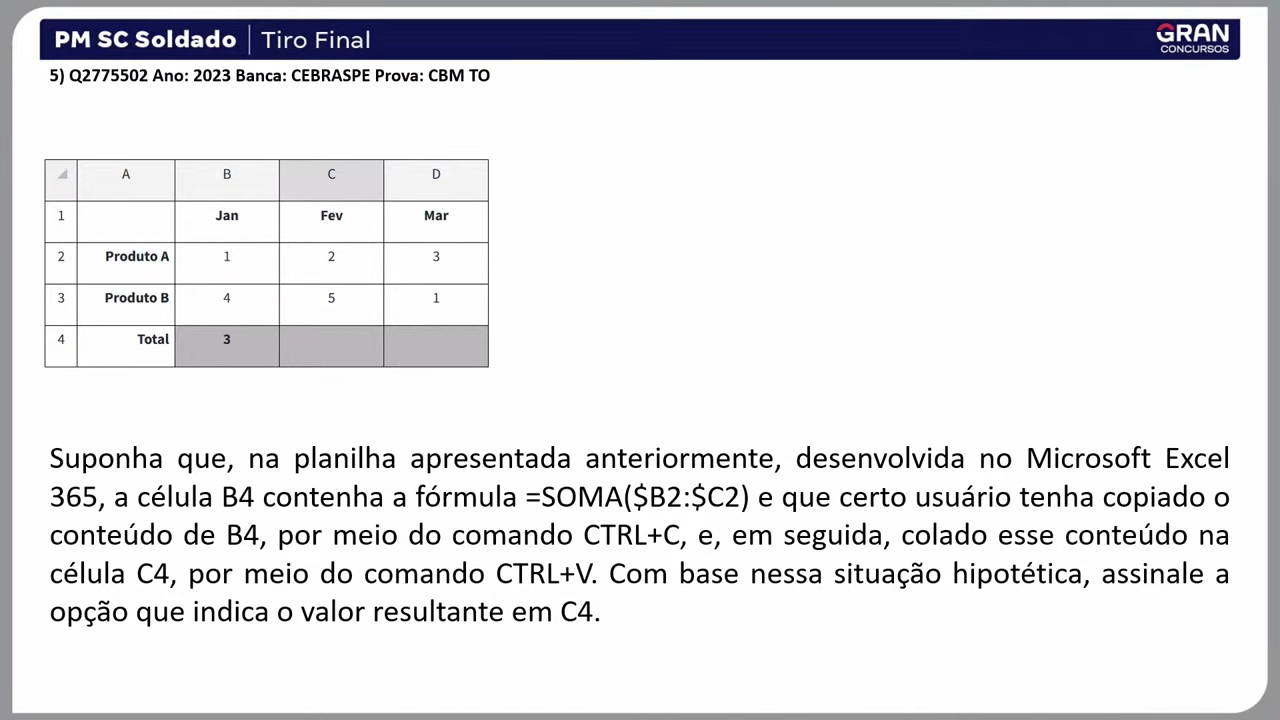 PM SC Soldado | Tiro Final
GRAN
CONCURSOS
5) Q2775502 Ano: 2023 Banca: CEBRASPE Prova: CBM TO
A B C D
1 Jan Fev Mar
2 Produto A 1 2 3
3 Produto B 4 5 1
4 Total 3
Suponha que, na planilha apresentada anteriormente, desenvolvida no Microsoft Excel
365, a célula B4 contenha a fórmula =SOMA($B2:$C2) e que certo usuário tenha copiado o
conteúdo de B4, por meio do comando CTRL+C, e, em seguida, colado esse conteúdo na
célula C4, por meio do comando CTRL+V. Com base nessa situação hipotética, assinale a
opção que indica o valor resultante em C4.